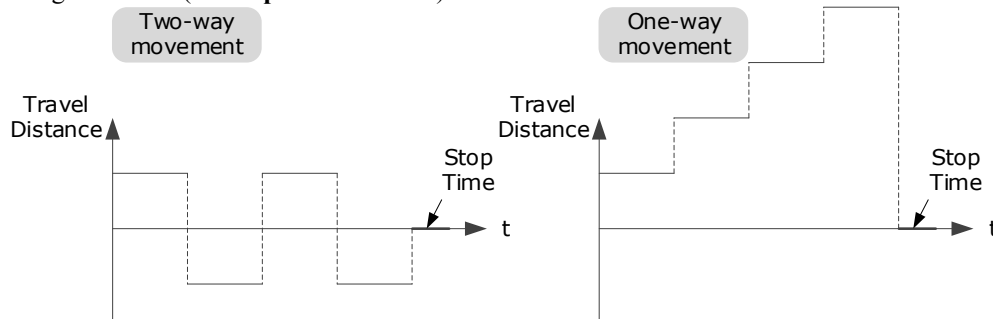 Two-way
movement
Travel
Distance
Stop
Time
t
One-way
movement
Travel
Distance
Stop
Time
t